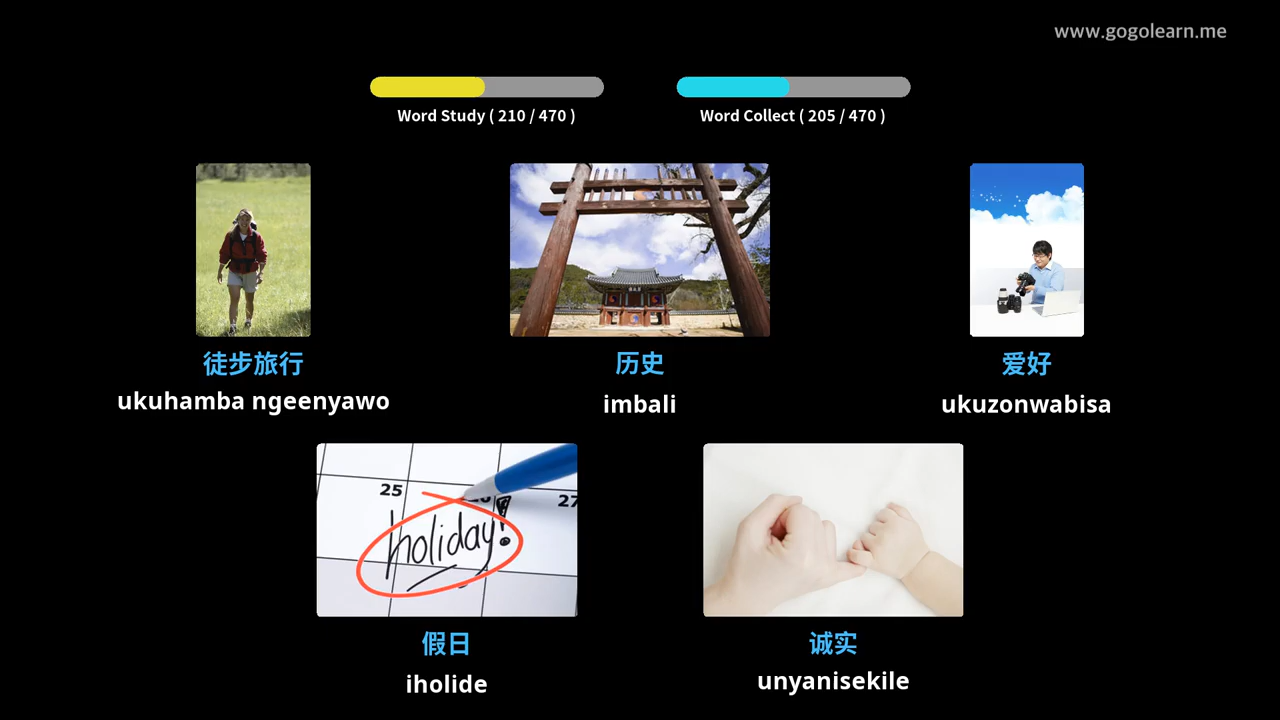 www.gogolearn.me
Word Study ( 210 / 470 )
Word Collect ( 205 / 470 )
徒步旅行
ukuhamba ngeenyawo
历史
imbali
爱好
ukuzonwabisa
25
27
holiday!
假日
iholide
诚实
unyanisekile